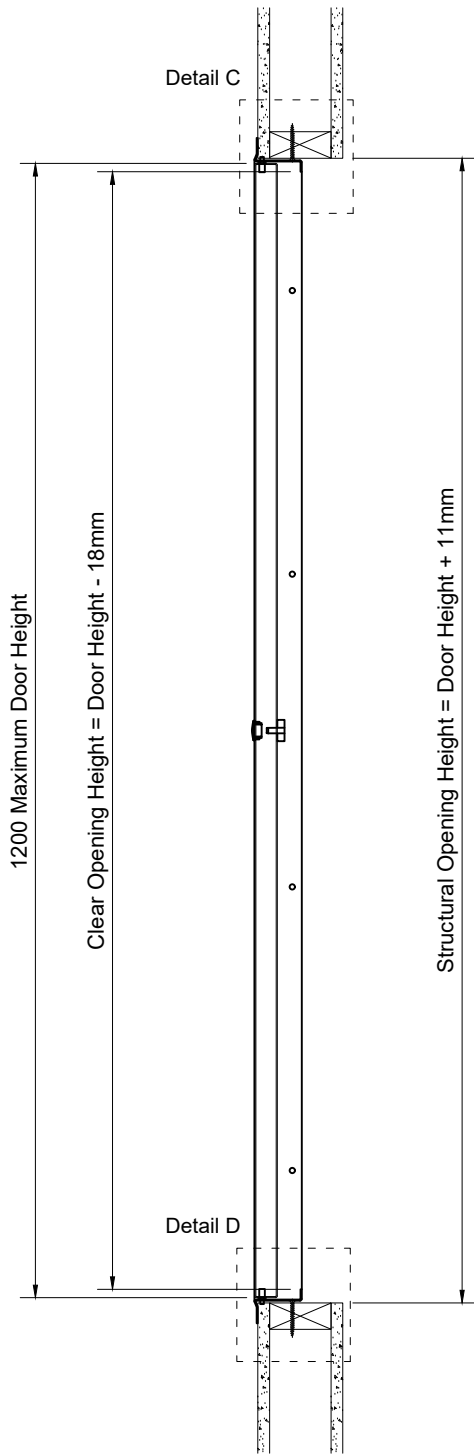 Detail C
1200 Maximum Door Height
Clear Opening Height = Door Height - 18mm
Structural Opening Height = Door Height + 11mm
Detail D